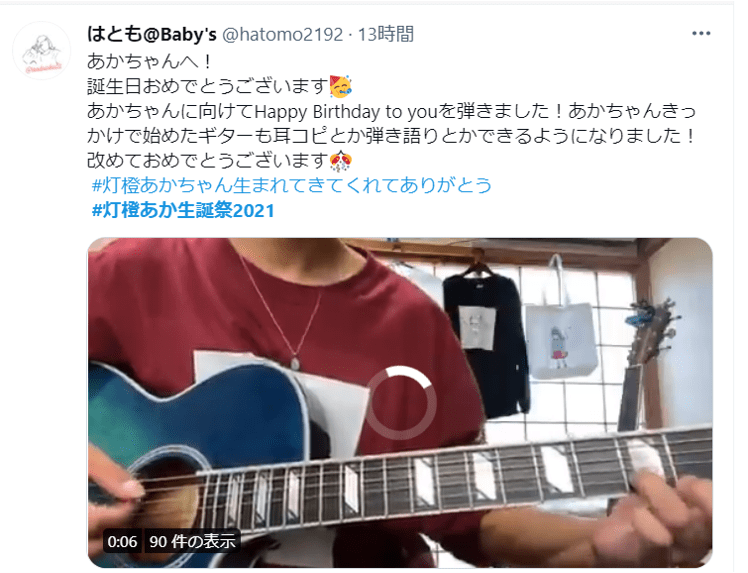 はとも@Baby's @hatomo2192 · 13時間
あかちゃんへ！
誕生日おめでとうございます🥳
あかちゃんに向けてHappy Birthday to youを弾きました！あかちゃんきっ
かけで始めたギターも耳コピとか弾き語りとかできるようになりました！
改めておめでとうございます🎊
#灯橙あかちゃん生まれてきてくれてありがとう
#灯橙あか生誕祭2021
0:06 90 件の表示